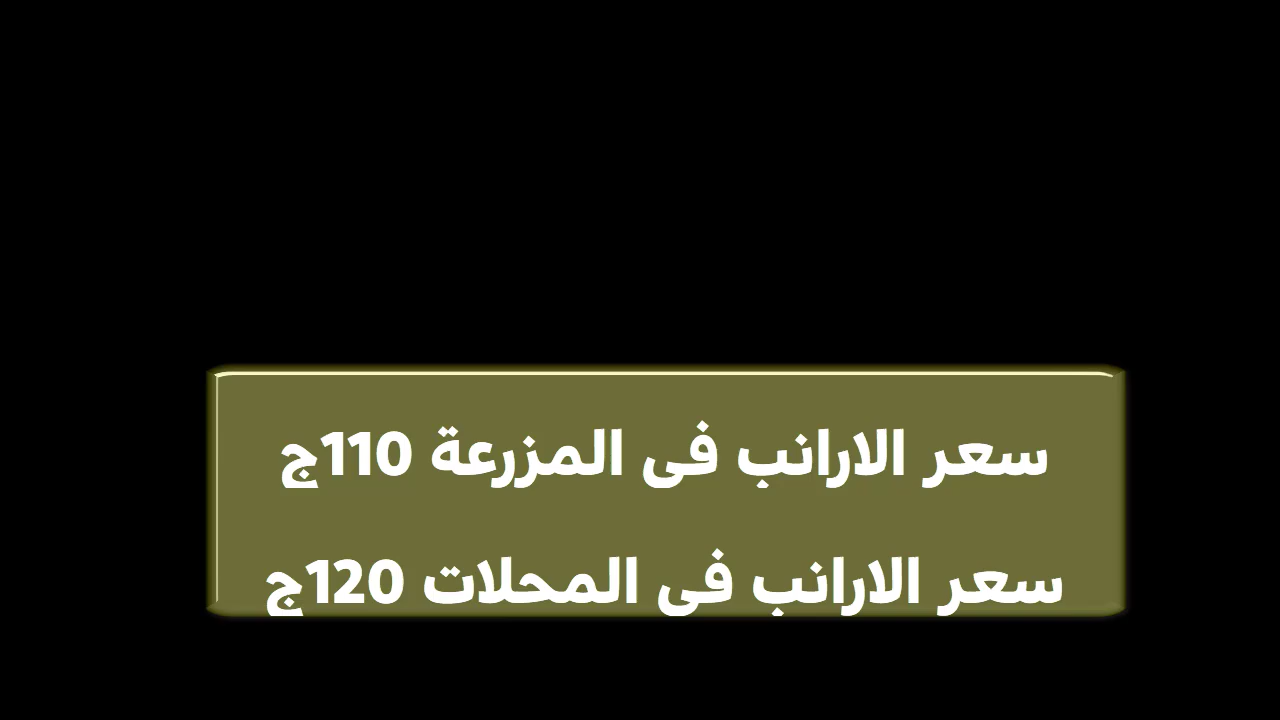 سعر الارانب فى المزرعة 110ج
سعر الارانب فى المحلات 120ج